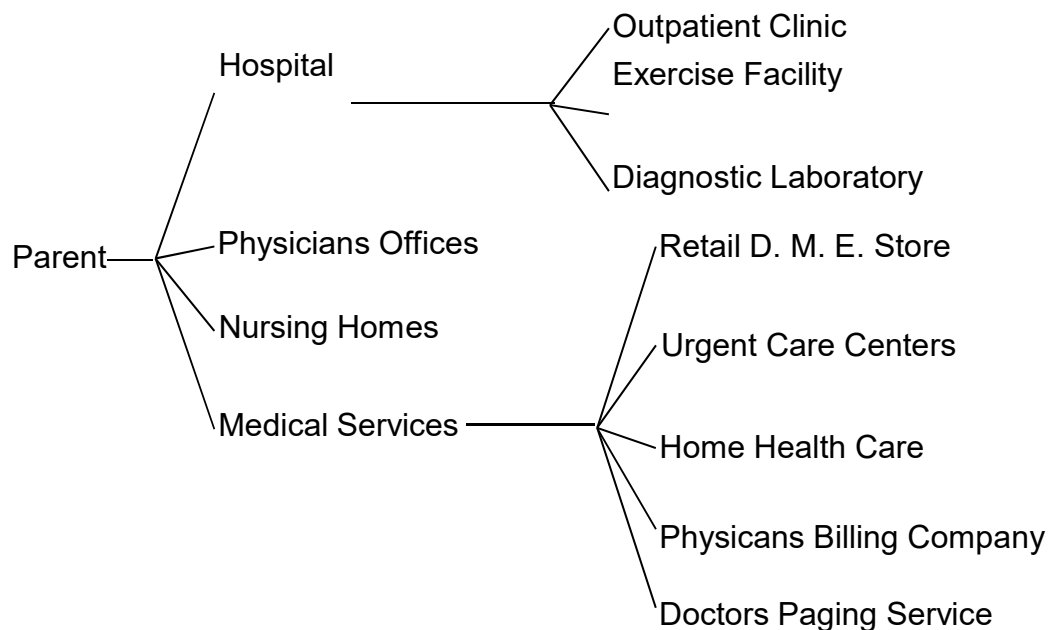 Outpatient Clinic
Hospital
Exercise Facility
Diagnostic Laboratory
Physicians Offices
Retail D. M. E. Store
Parent
Nursing Homes
Urgent Care Centers
Medical Services
Home Health Care
Physicans Billing Company
Doctors Paging Service